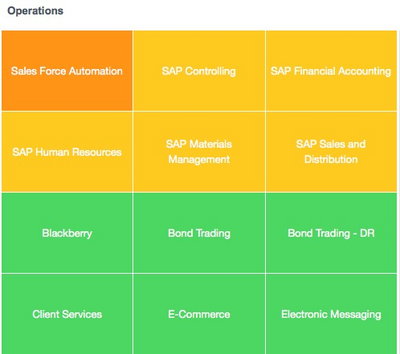 Operations
Sales Force Automation
SAP Controlling
SAP Financial Accounting
SAP Human Resources
SAP Materials
Management
SAP Sales and
Distribution
Blackberry
Bond Trading
Bond Trading - DR
Client Services
E-Commerce
Electronic Messaging